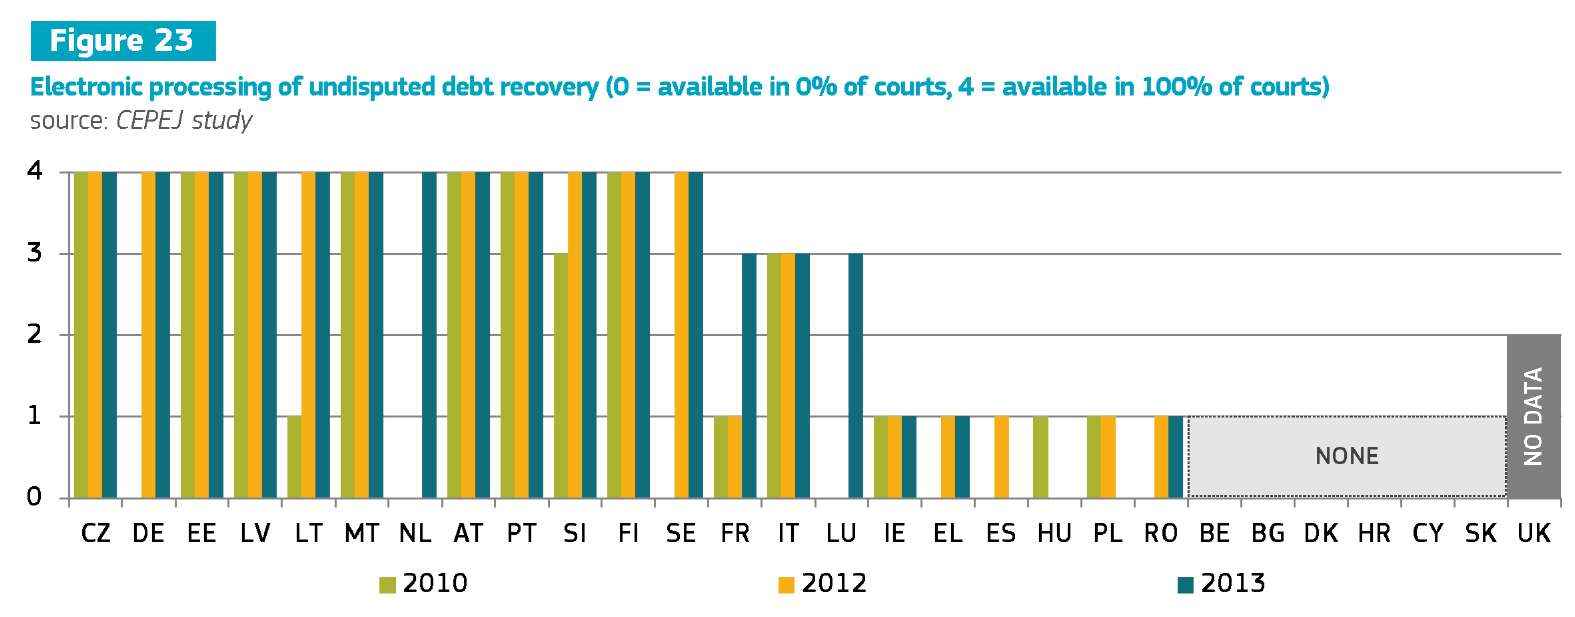 Figure 23
Electronic processing of undisputed debt recovery (0 = available in 0% of courts, 4 = available in 100% of courts)
source: CEPEJ study
4
3
2
1
0
NONE
NO DATA
CZ DE EE LV LT MT NL AT PT SI FI SE FR IT LU IE EL ES HU PL RO BE BG DK HR CY SK UK
2010 2012 2013